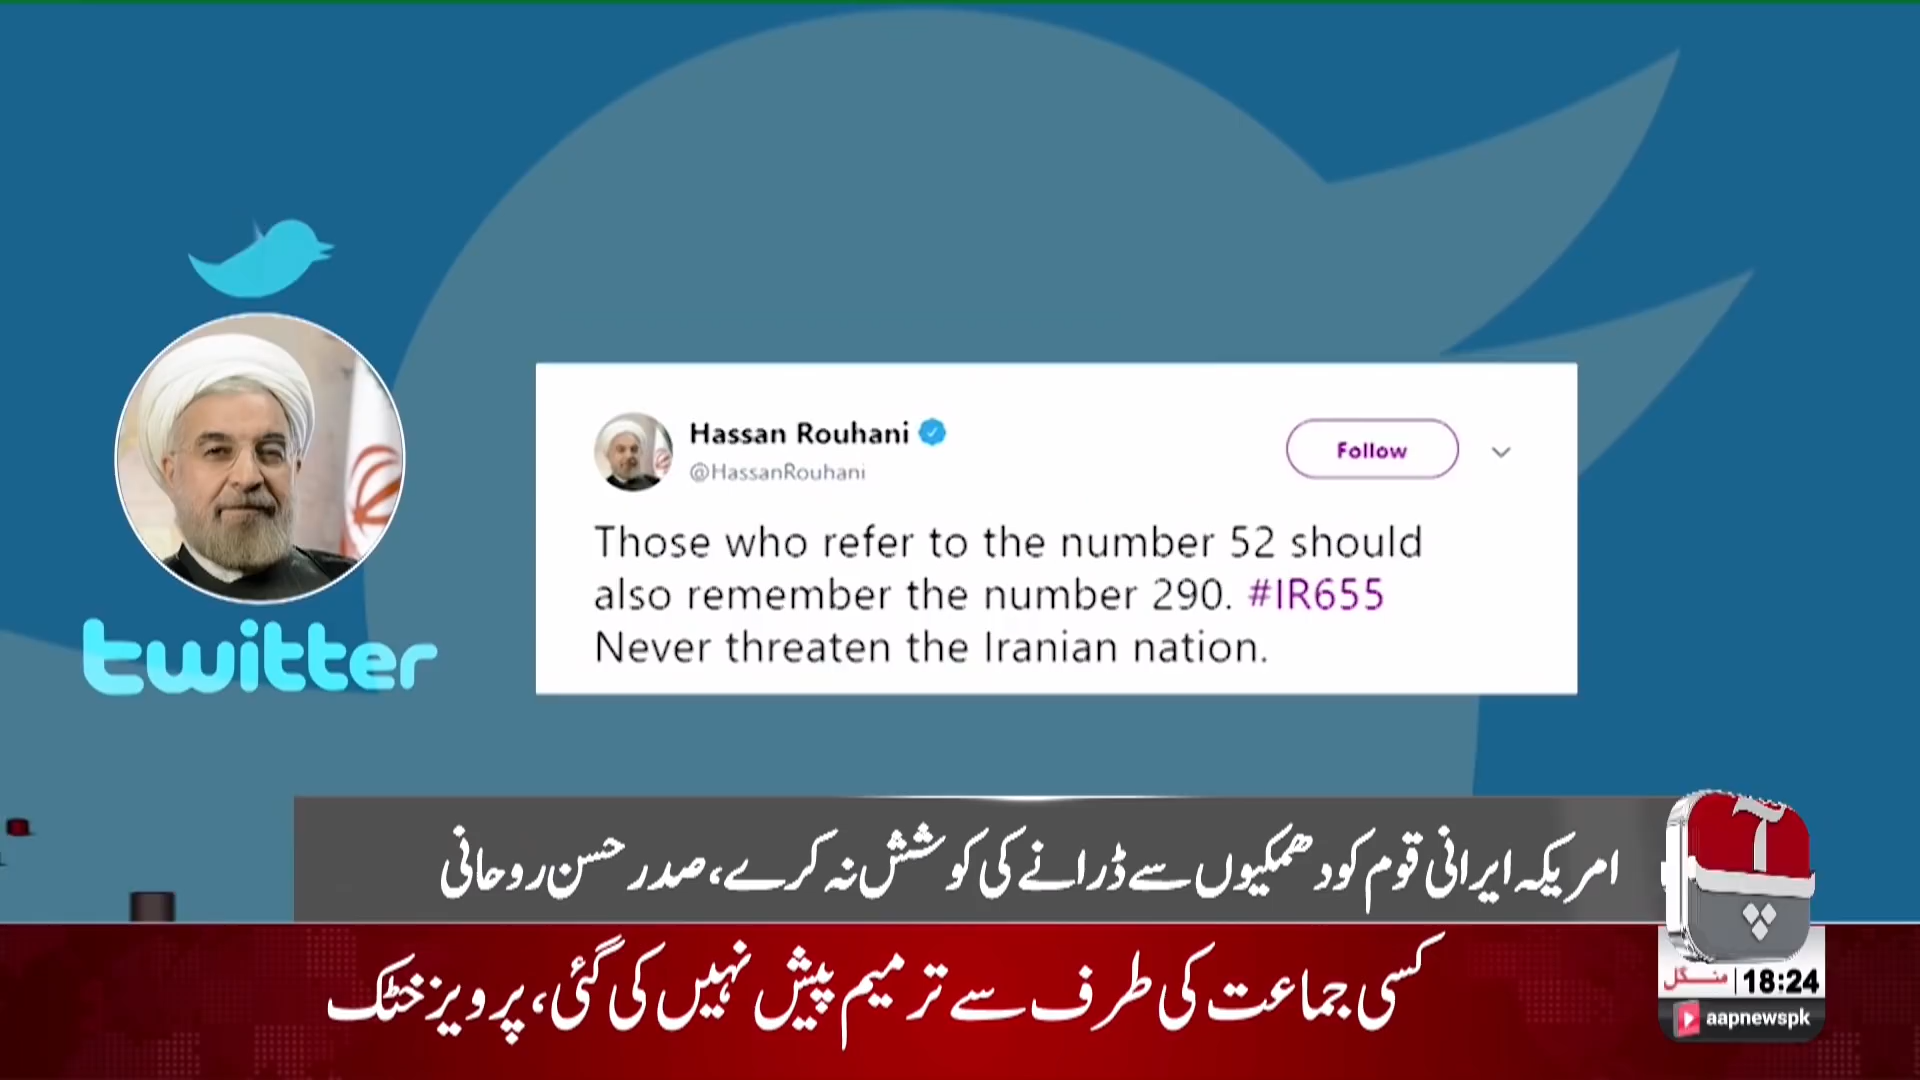 twitter
Hassan Rouhani
@HassanRouhani
Follow
Those who refer to the number 52 should
also remember the number 290. #IR655
Never threaten the Iranian nation.
امریکہ ایرانی قوم کو دھمکیوں سے ڈرانے کی کوشش نہ کرے، صدر حسن روحانی
کسی جماعت کی طرف سے ترمیم پیش نہیں کی گئی، پرویز خٹک
آپ
منگل 18:24
aapnewspk